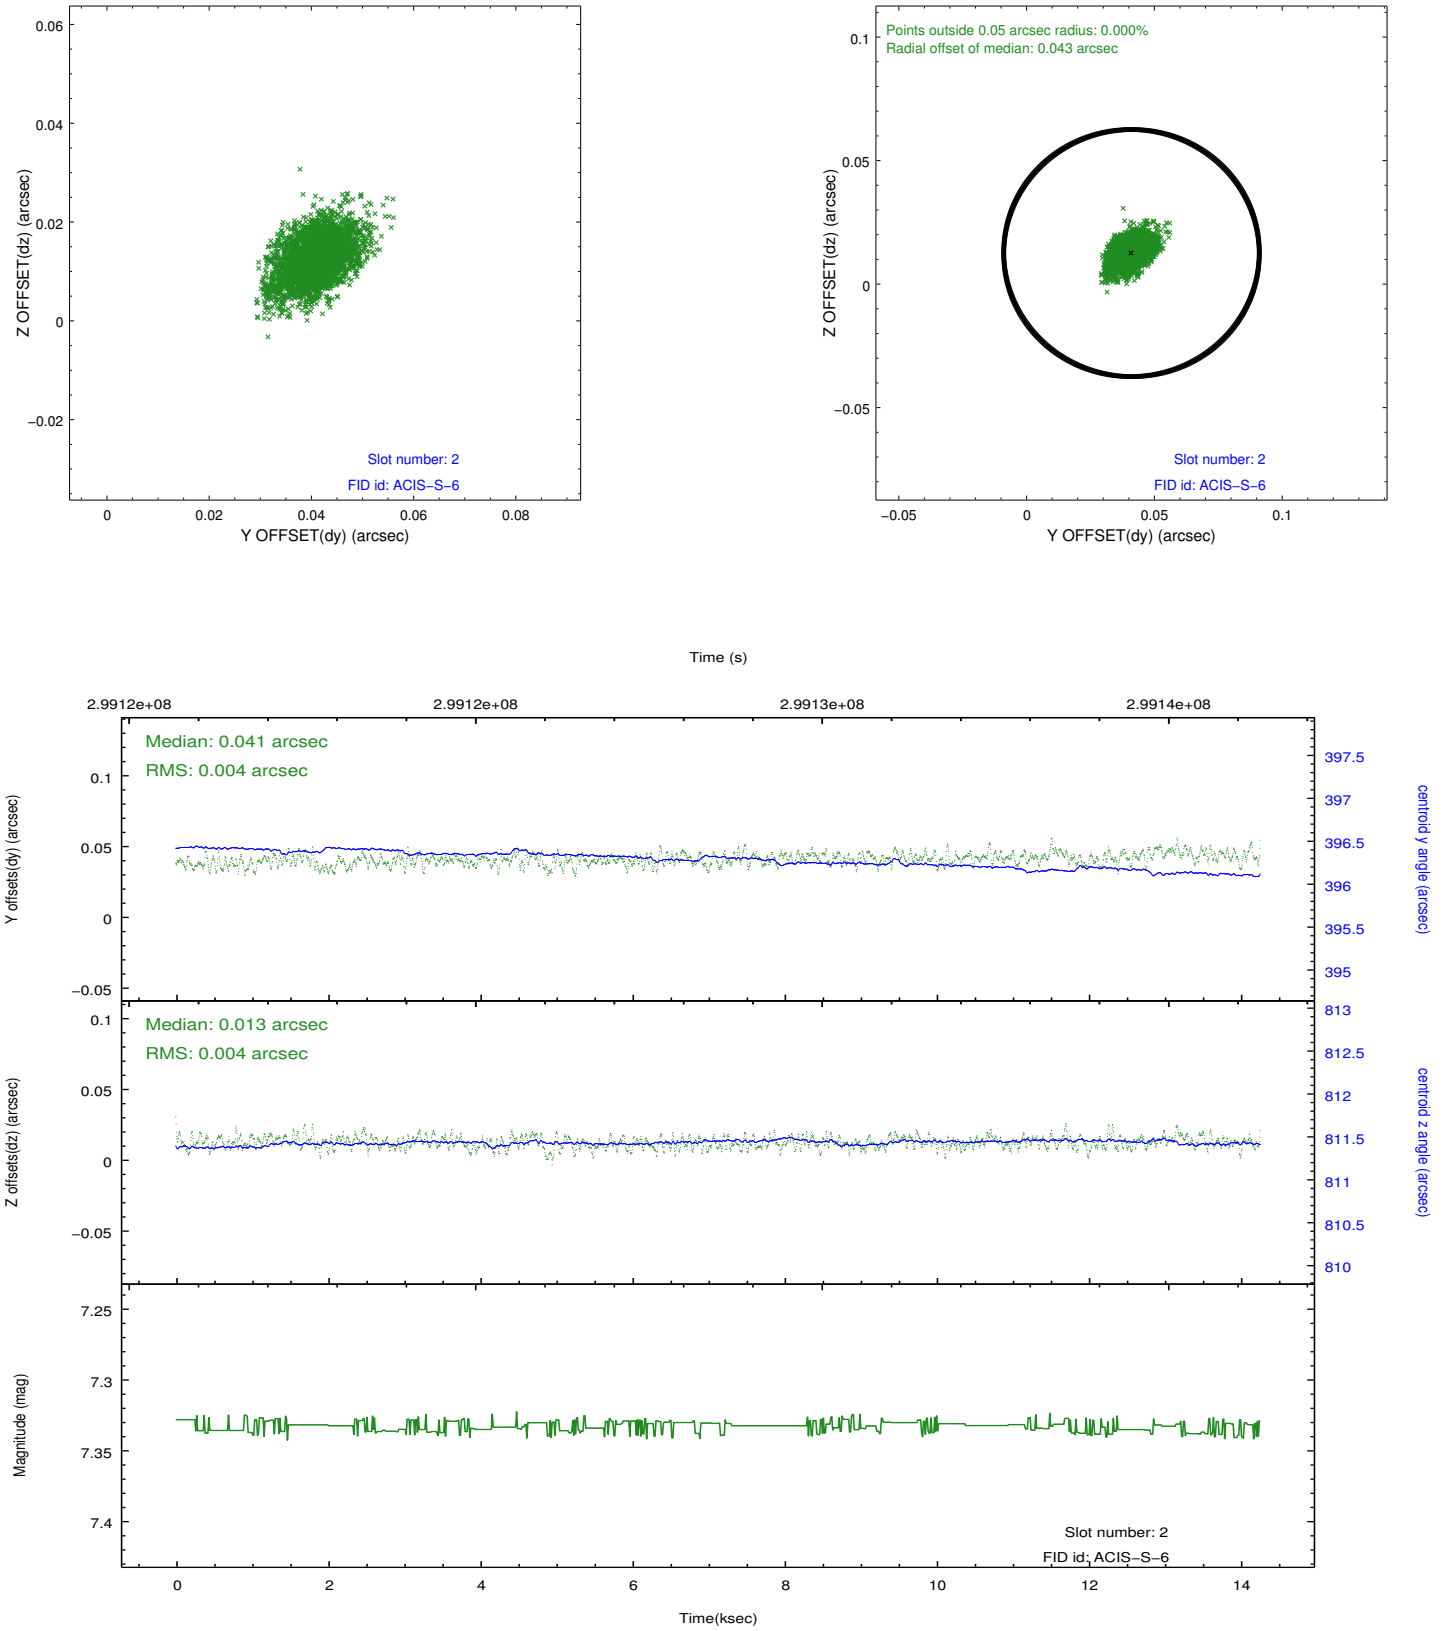 0.06
0.04
0.02
0
−0.02
Z OFFSET(dz) (arcsec)
Slot number: 2
FID id: ACIS−S−6
0
0.02
0.04
0.06
0.08
Y OFFSET(dy) (arcsec)
Points outside 0.05 arcsec radius: 0.000%
Radial offset of median: 0.043 arcsec
0.1
0.05
0
−0.05
Z OFFSET(dz) (arcsec)
Slot number: 2
FID id: ACIS−S−6
−0.05
0
0.05
0.1
Y OFFSET(dy) (arcsec)
Time (s)
2.9912e+08
2.9912e+08
2.9913e+08
2.9914e+08
Median: 0.041 arcsec
RMS: 0.004 arcsec
0.1
0.05
0
−0.05
Y offsets(dy) (arcsec)
397.5
397
396.5
396
395.5
395
centroid y angle (arcsec)
Median: 0.013 arcsec
RMS: 0.004 arcsec
0.1
0.05
0
−0.05
Z offsets(dz) (arcsec)
813
812.5
812
811.5
811
810.5
810
centroid z angle (arcsec)
7.25
7.3
7.35
7.4
Magnitude (mag)
Slot number: 2
FID id: ACIS−S−6
0
2
4
6
8
10
12
14
Time(ksec)